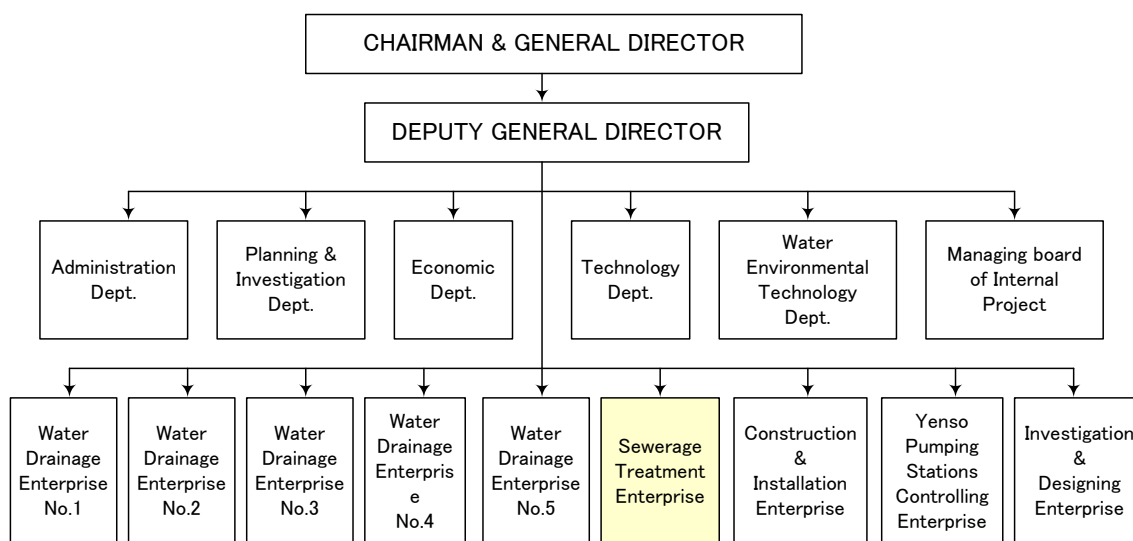 CHAIRMAN & GENERAL DIRECTOR
DEPUTY GENERAL DIRECTOR
Administration
Dept.
Planning &
Investigation
Dept.
Economic
Dept.
Technology
Dept.
Water
Environmental
Technology
Dept.
Managing board
of Internal
Project
Water
Drainage
Enterprise
No.1
Water
Drainage
Enterprise
No.2
Water
Drainage
Enterprise
No.3
Water
Drainage
Enterpris
e
No.4
Water
Drainage
Enterprise
No.5
Sewerage
Treatment
Enterprise
Construction
&
Installation
Enterprise
Yenso
Pumping
Stations
Controlling
Enterprise
Investigation
&
Designing
Enterprise